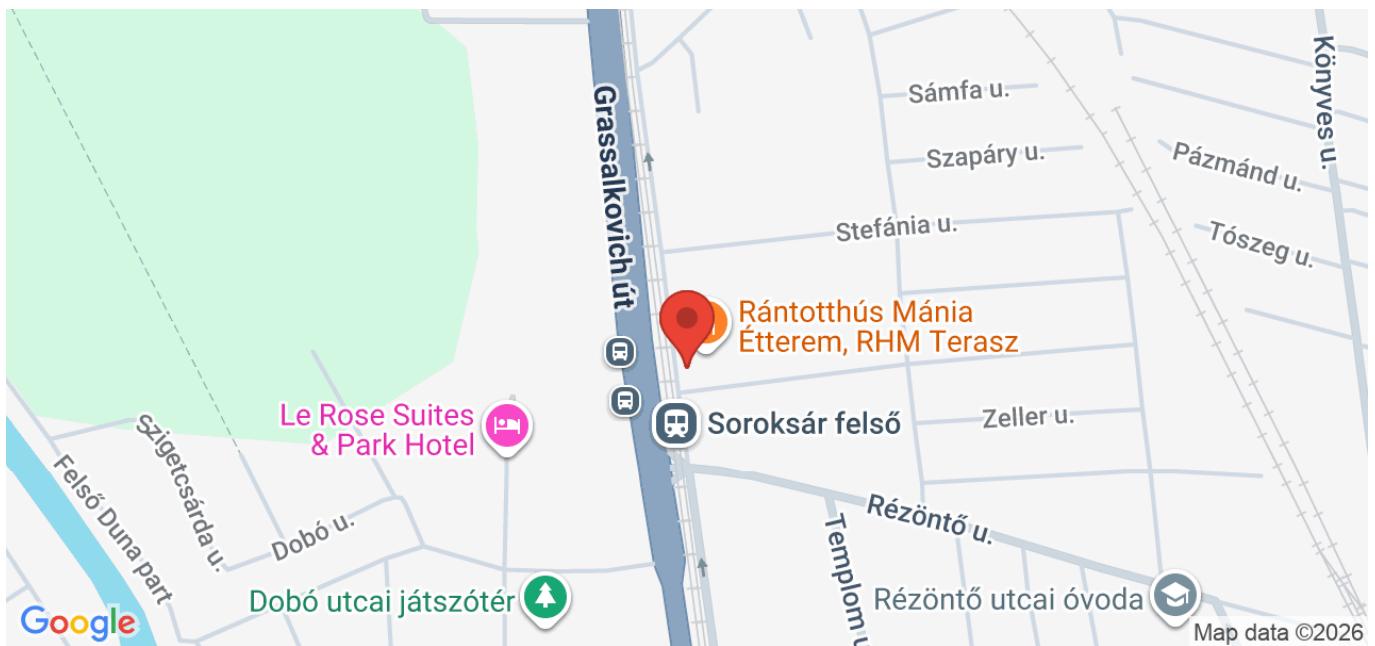 Sámfa u.
Könyves u.
Grassalkovich út
Szapáry u.
Pázmánd u.
Stefánia u.
Tószeg u.
Rántotthús Mánia
Étterem, RHM Terasz
Le Rose Suites
& Park Hotel
Soroksár felső
Zeller u.
Szigetcsárda u.
Felső Duna part
Dobó u.
Rézöntő u.
Templom u
Dobó utcai játszótér
Rézöntő utcai óvoda
Google
Map data ©2026